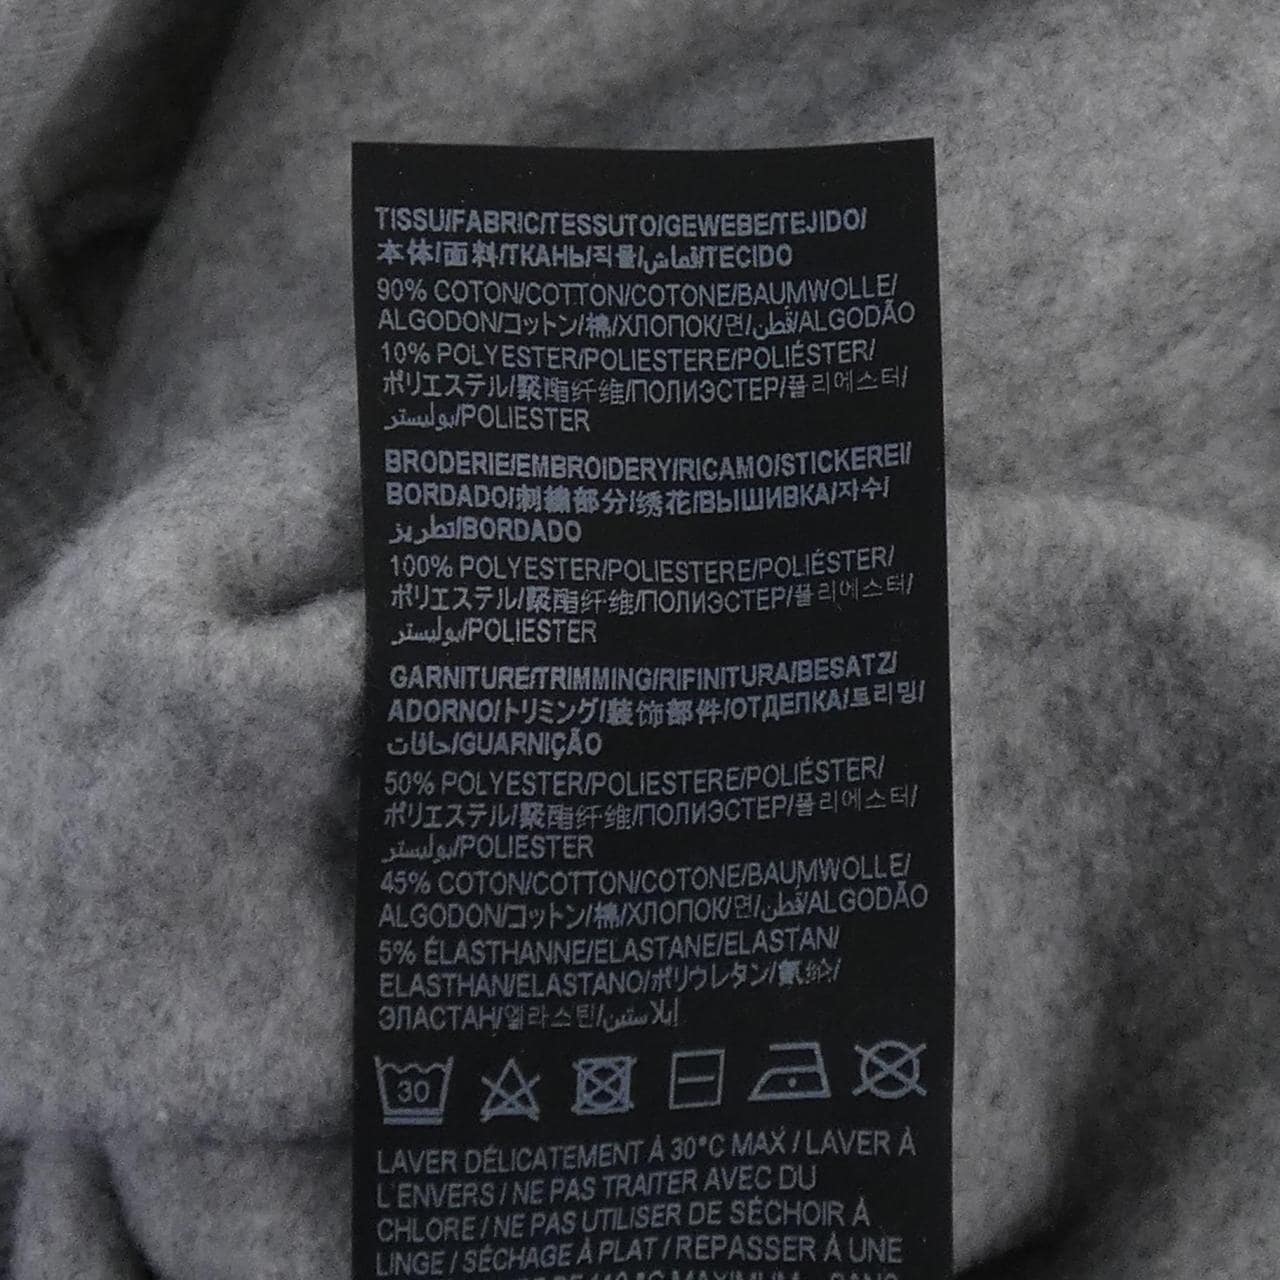 TISSU/FABRIC/TESSUTO/GEWEBE/TEJIDO/
本体/面料/ТКАНЬ/직물/قماش/TECIDO
90% COTON/COTTON/COTONE/BAUMWOLLE/
ALGODON/コットン/棉/ХЛОПОК/면/قطن/ALGODÃO
10% POLYESTER/POLIESTERE/POLIÉSTER/
ポリエステル/聚酯纤维/ПОЛИЭСТЕР/폴리에스터/
بوليستر/POLIESTER
BRODERIE/EMBROIDERY/RICAMO/STICKEREI/
BORDADO/刺繍部分/绣花/ВЫШИВКА/자수/
تطريز/BORDADO
100% POLYESTER/POLIESTERE/POLIÉSTER/
ポリエステル/聚酯纤维/ПОЛИЭСТЕР/폴리에스터/
بوليستر/POLIESTER
GARNITURE/TRIMMING/RIFINITURA/BESATZ/
ADORNO/トリミング/装饰部件/ОТДЕПКА/트리밍/
حافات/GUARNIÇÃO
50% POLYESTER/POLIESTERE/POLIÉSTER/
ポリエステル/聚酯纤维/ПОЛИЭСТЕР/폴리에스터/
بوليستر/POLIESTER
45% COTON/COTTON/COTONE/BAUMWOLLE/
ALGODON/コットン/棉/ХЛОПОК/면/قطن/ALGODÃO
5% ÉLASTHANNE/ELASTANE/ELASTAN/
ELASTHAN/ELASTANO/ポリウレタン/氨纶/
ЭЛАСТАН/엘라스틴/إيلاستين
30
LAVER DÉLICATEMENT À 30°C MAX / LAVER À
L'ENVERS / NE PAS TRAITER AVEC DU
CHLORE / NE PAS UTILISER DE SÉCHOIR À
LINGE / SÉCHAGE À PLAT / REPASSER À UNE
DE 110 °C MAXIMUM